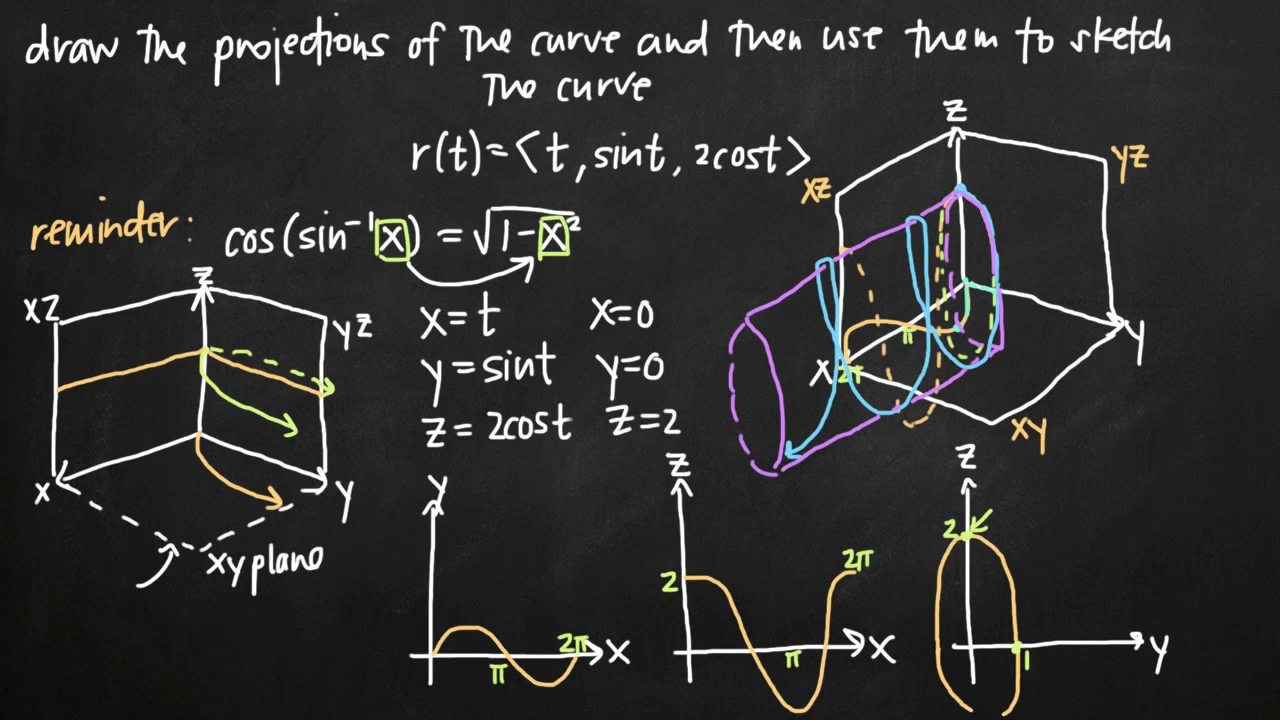 draw the projections of the curve and then use them to sketch
the curve
r(t)=⟨t, sint, 2cost⟩
reminder:
cos(sin⁻¹x) = √1-x²
x=t x=0
y=sint y=0
z=2cost z=2
z
xz
yz
x
y
xy plane
z
xz
yz
π
x
2π
y
xy
y
π
2π
x
z
2
π
2π
x
z
2
1
y